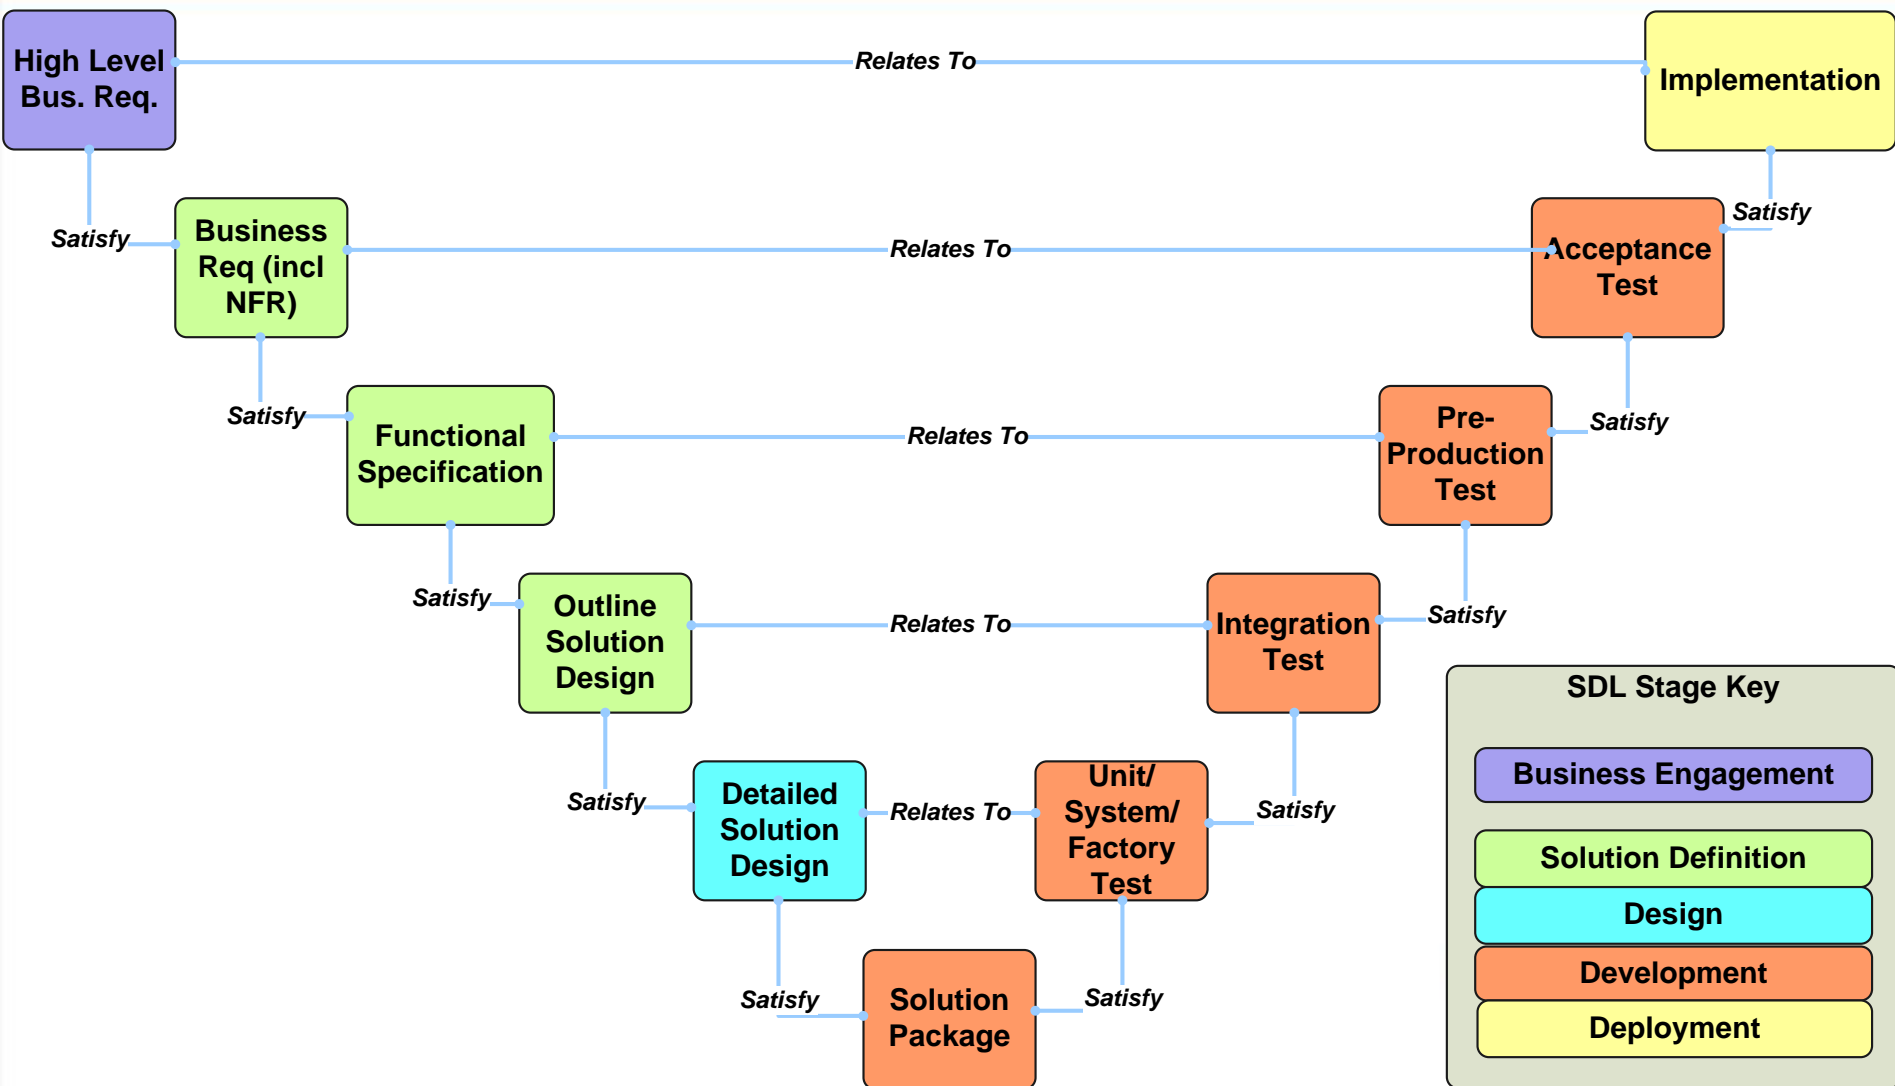 High Level
Bus. Req.
Relates To
Implementation
Satisfy
Business
Req (incl
NFR)
Relates To
Acceptance
Test
Satisfy
Satisfy
Functional
Specification
Relates To
Pre-
Production
Test
Satisfy
Satisfy
Outline
Solution
Design
Relates To
Integration
Test
Satisfy
Satisfy
Detailed
Solution
Design
Relates To
Unit/
System/
Factory
Test
Satisfy
Satisfy
Solution
Package
Satisfy
SDL Stage Key
Business Engagement
Solution Definition
Design
Development
Deployment